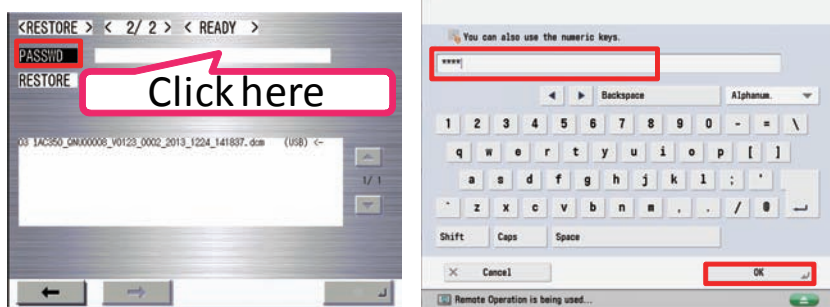 <RESTORE > < 2/ 2 > < READY >
PASSWD
RESTORE
Click here
03 IAC350_QNU00008_V0123_0002_2013_1224_141837.dcm (USB) <-
1/ 1
You can also use the numeric keys.
****
Backspace
Alphanum.
1 2 3 4 5 6 7 8 9 0 - = \
q w e r t y u i o p [ ]
a s d f g h j k l ; '
` z x c v b n m , . / @
Shift Caps Space
Cancel
OK
Remote Operation is being used...